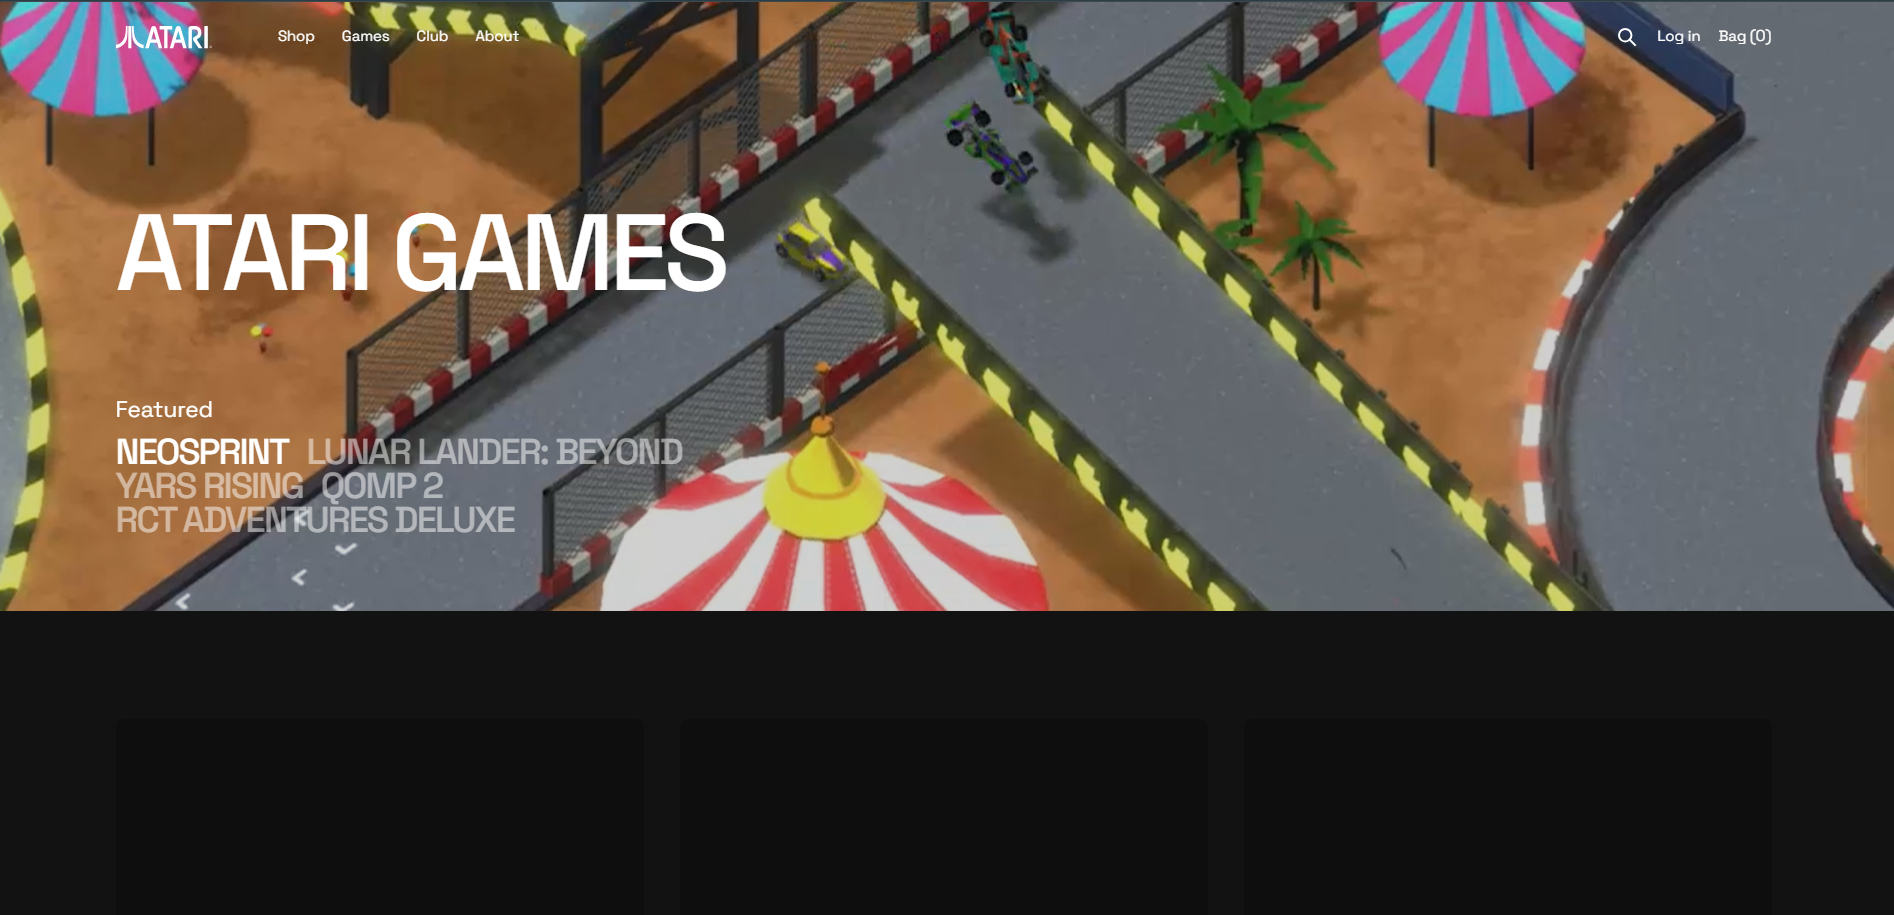 ATARI
Shop Games Club About
Log in Bag (0)
ATARI GAMES
Featured
NEOSPRINT LUNAR LANDER: BEYOND
YARS RISING QOMP 2
RCT ADVENTURES DELUXE